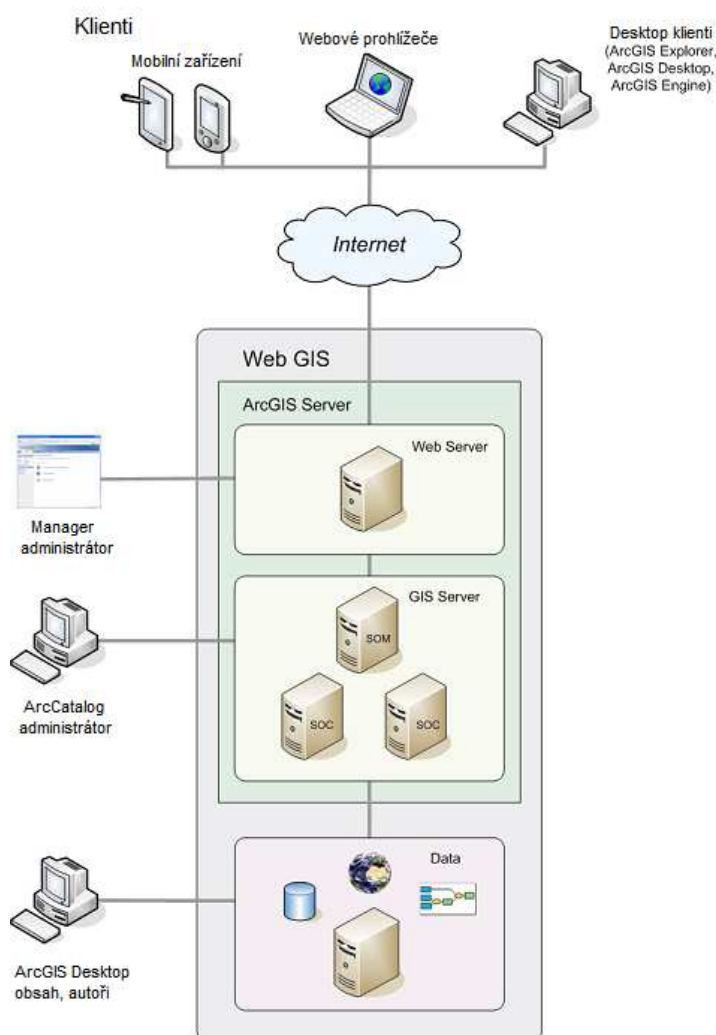 Klienti
Mobilní zařízení
Webové prohlížeče
Desktop klienti
(ArcGIS Explorer,
ArcGIS Desktop,
ArcGIS Engine)
Internet
Web GIS
ArcGIS Server
Web Server
Manager
administrátor
GIS Server
SOM
SOC
SOC
ArcCatalog
administrátor
Data
ArcGIS Desktop
obsah, autoři